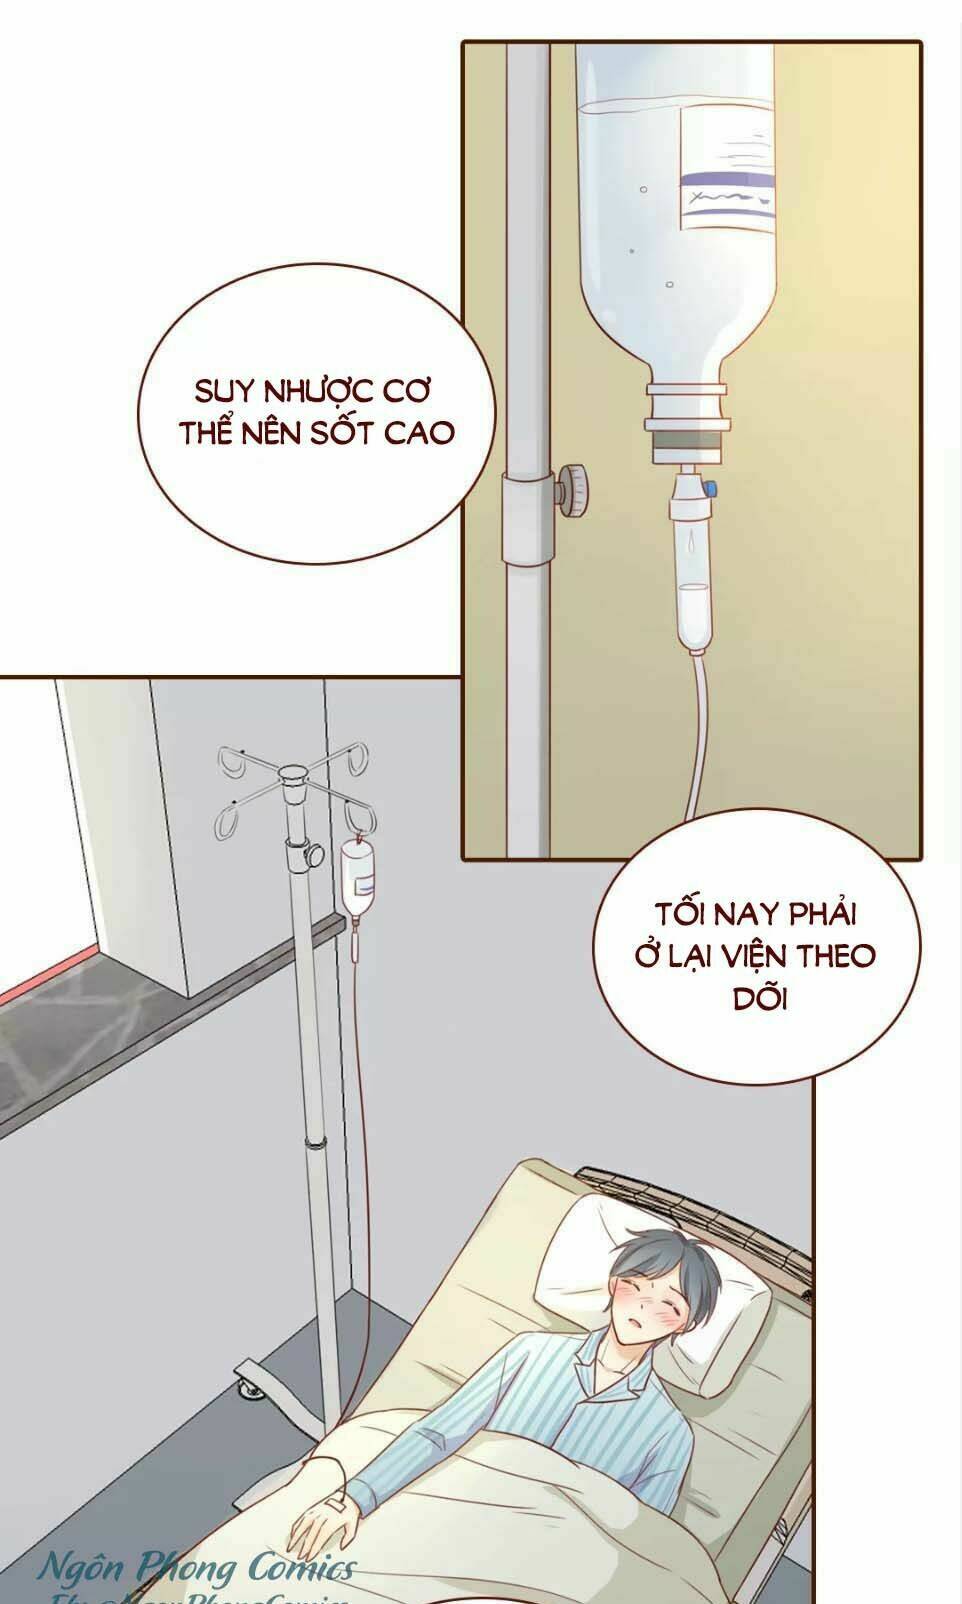 SUY NHƯỢC CƠ
THỂ NÊN SỐT CAO
TỐI NAY PHẢI
Ở LẠI VIỆN THEO
DÕI
Ngôn Phong Comics